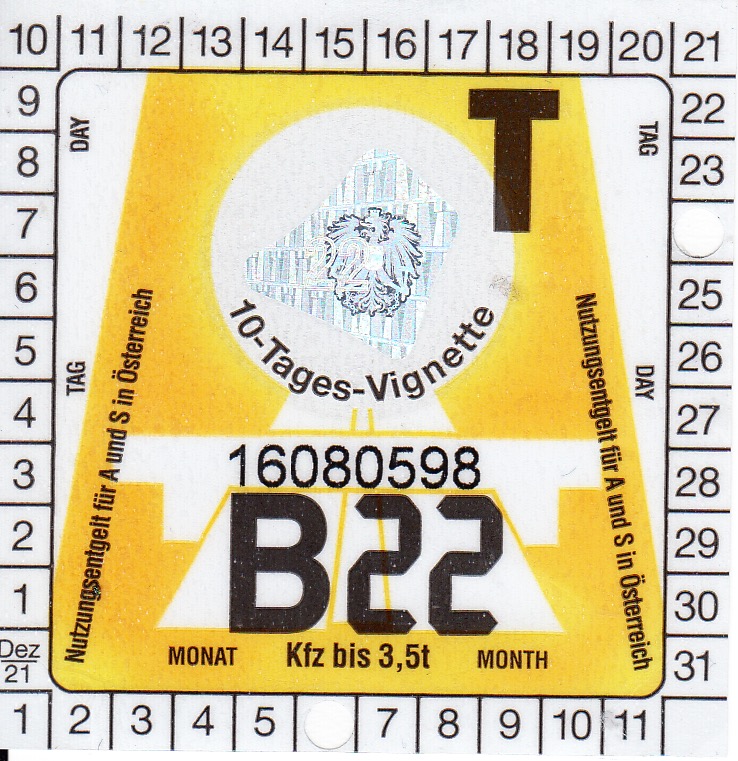 10 11 12 13 14 15 16 17 18 19 20 21
9 22
8 23
7
6 25
5 26
4 27
3 28
2 29
1 30
Dez 21 31
1 2 3 4 5 7 8 9 10 11
DAY
TAG
T
TAG
DAY
Nutzungsentgelt für A und S in Österreich
Nutzungsentgelt für A und S in Österreich
10-Tages-Vignette
16080598
B22
MONAT Kfz bis 3,5t MONTH